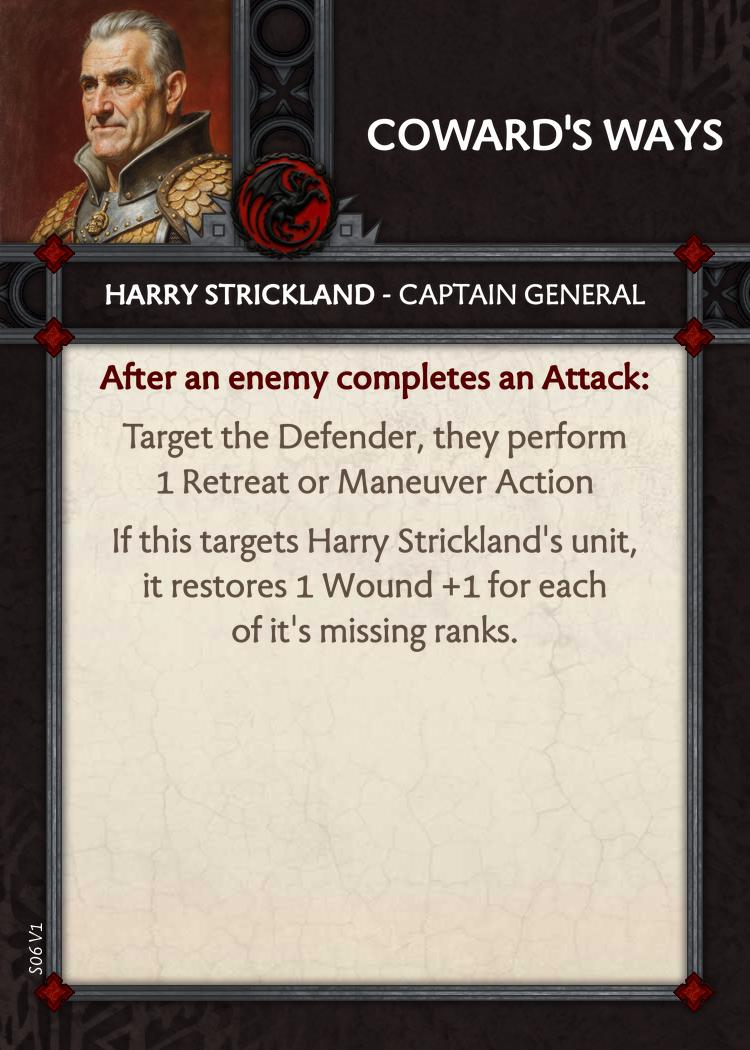 COWARD'S WAYS
HARRY STRICKLAND - CAPTAIN GENERAL
After an enemy completes an Attack:
Target the Defender, they perform
1 Retreat or Maneuver Action
If this targets Harry Strickland's unit,
it restores 1 Wound +1 for each
of it's missing ranks.
S06 V1